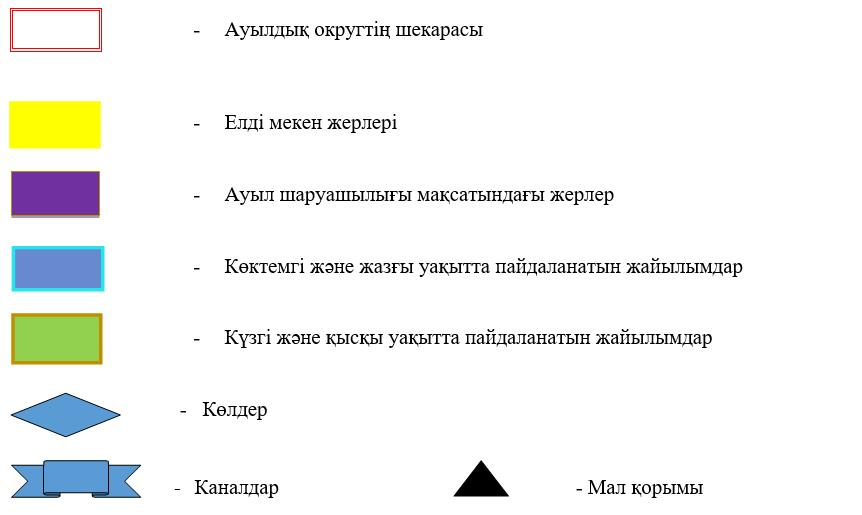 - Ауылдық округтің шекарасы
- Елді мекен жерлері
- Ауыл шаруашылығы мақсатындағы жерлер
- Көктемгі және жазғы уақытта пайдаланатын жайылымдар
- Күзгі және қысқы уақытта пайдаланатын жайылымдар
- Көлдер
- Каналдар - Мал қорымы